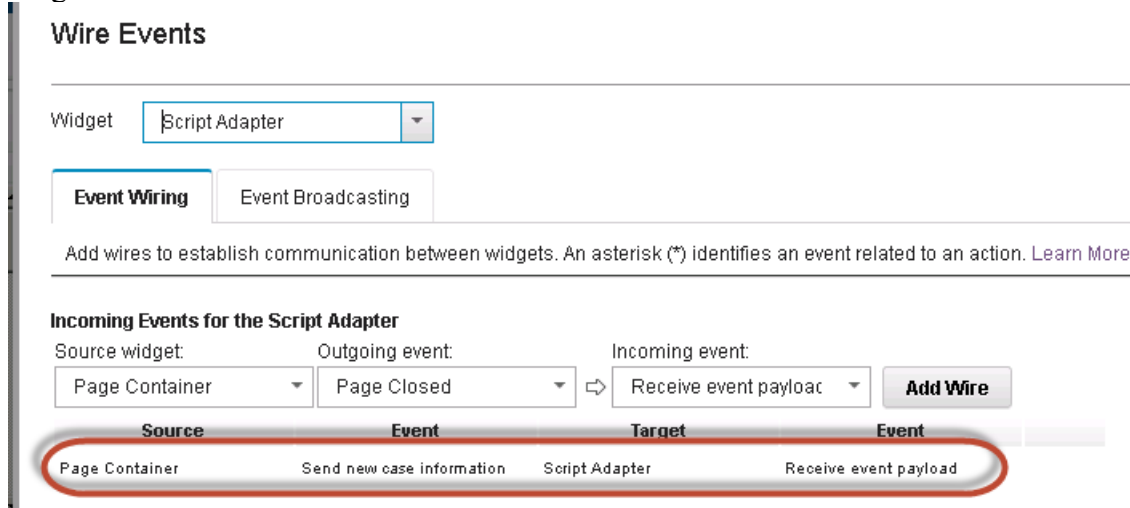 Wire Events
Widget Script Adapter
Event Wiring Event Broadcasting
Add wires to establish communication between widgets. An asterisk (*) identifies an event related to an action. Learn More
Incoming Events for the Script Adapter
Source widget: Outgoing event: Incoming event:
Page Container Page Closed Receive event payloac Add Wire
Source Event Target Event
Page Container Send new case information Script Adapter Receive event payload